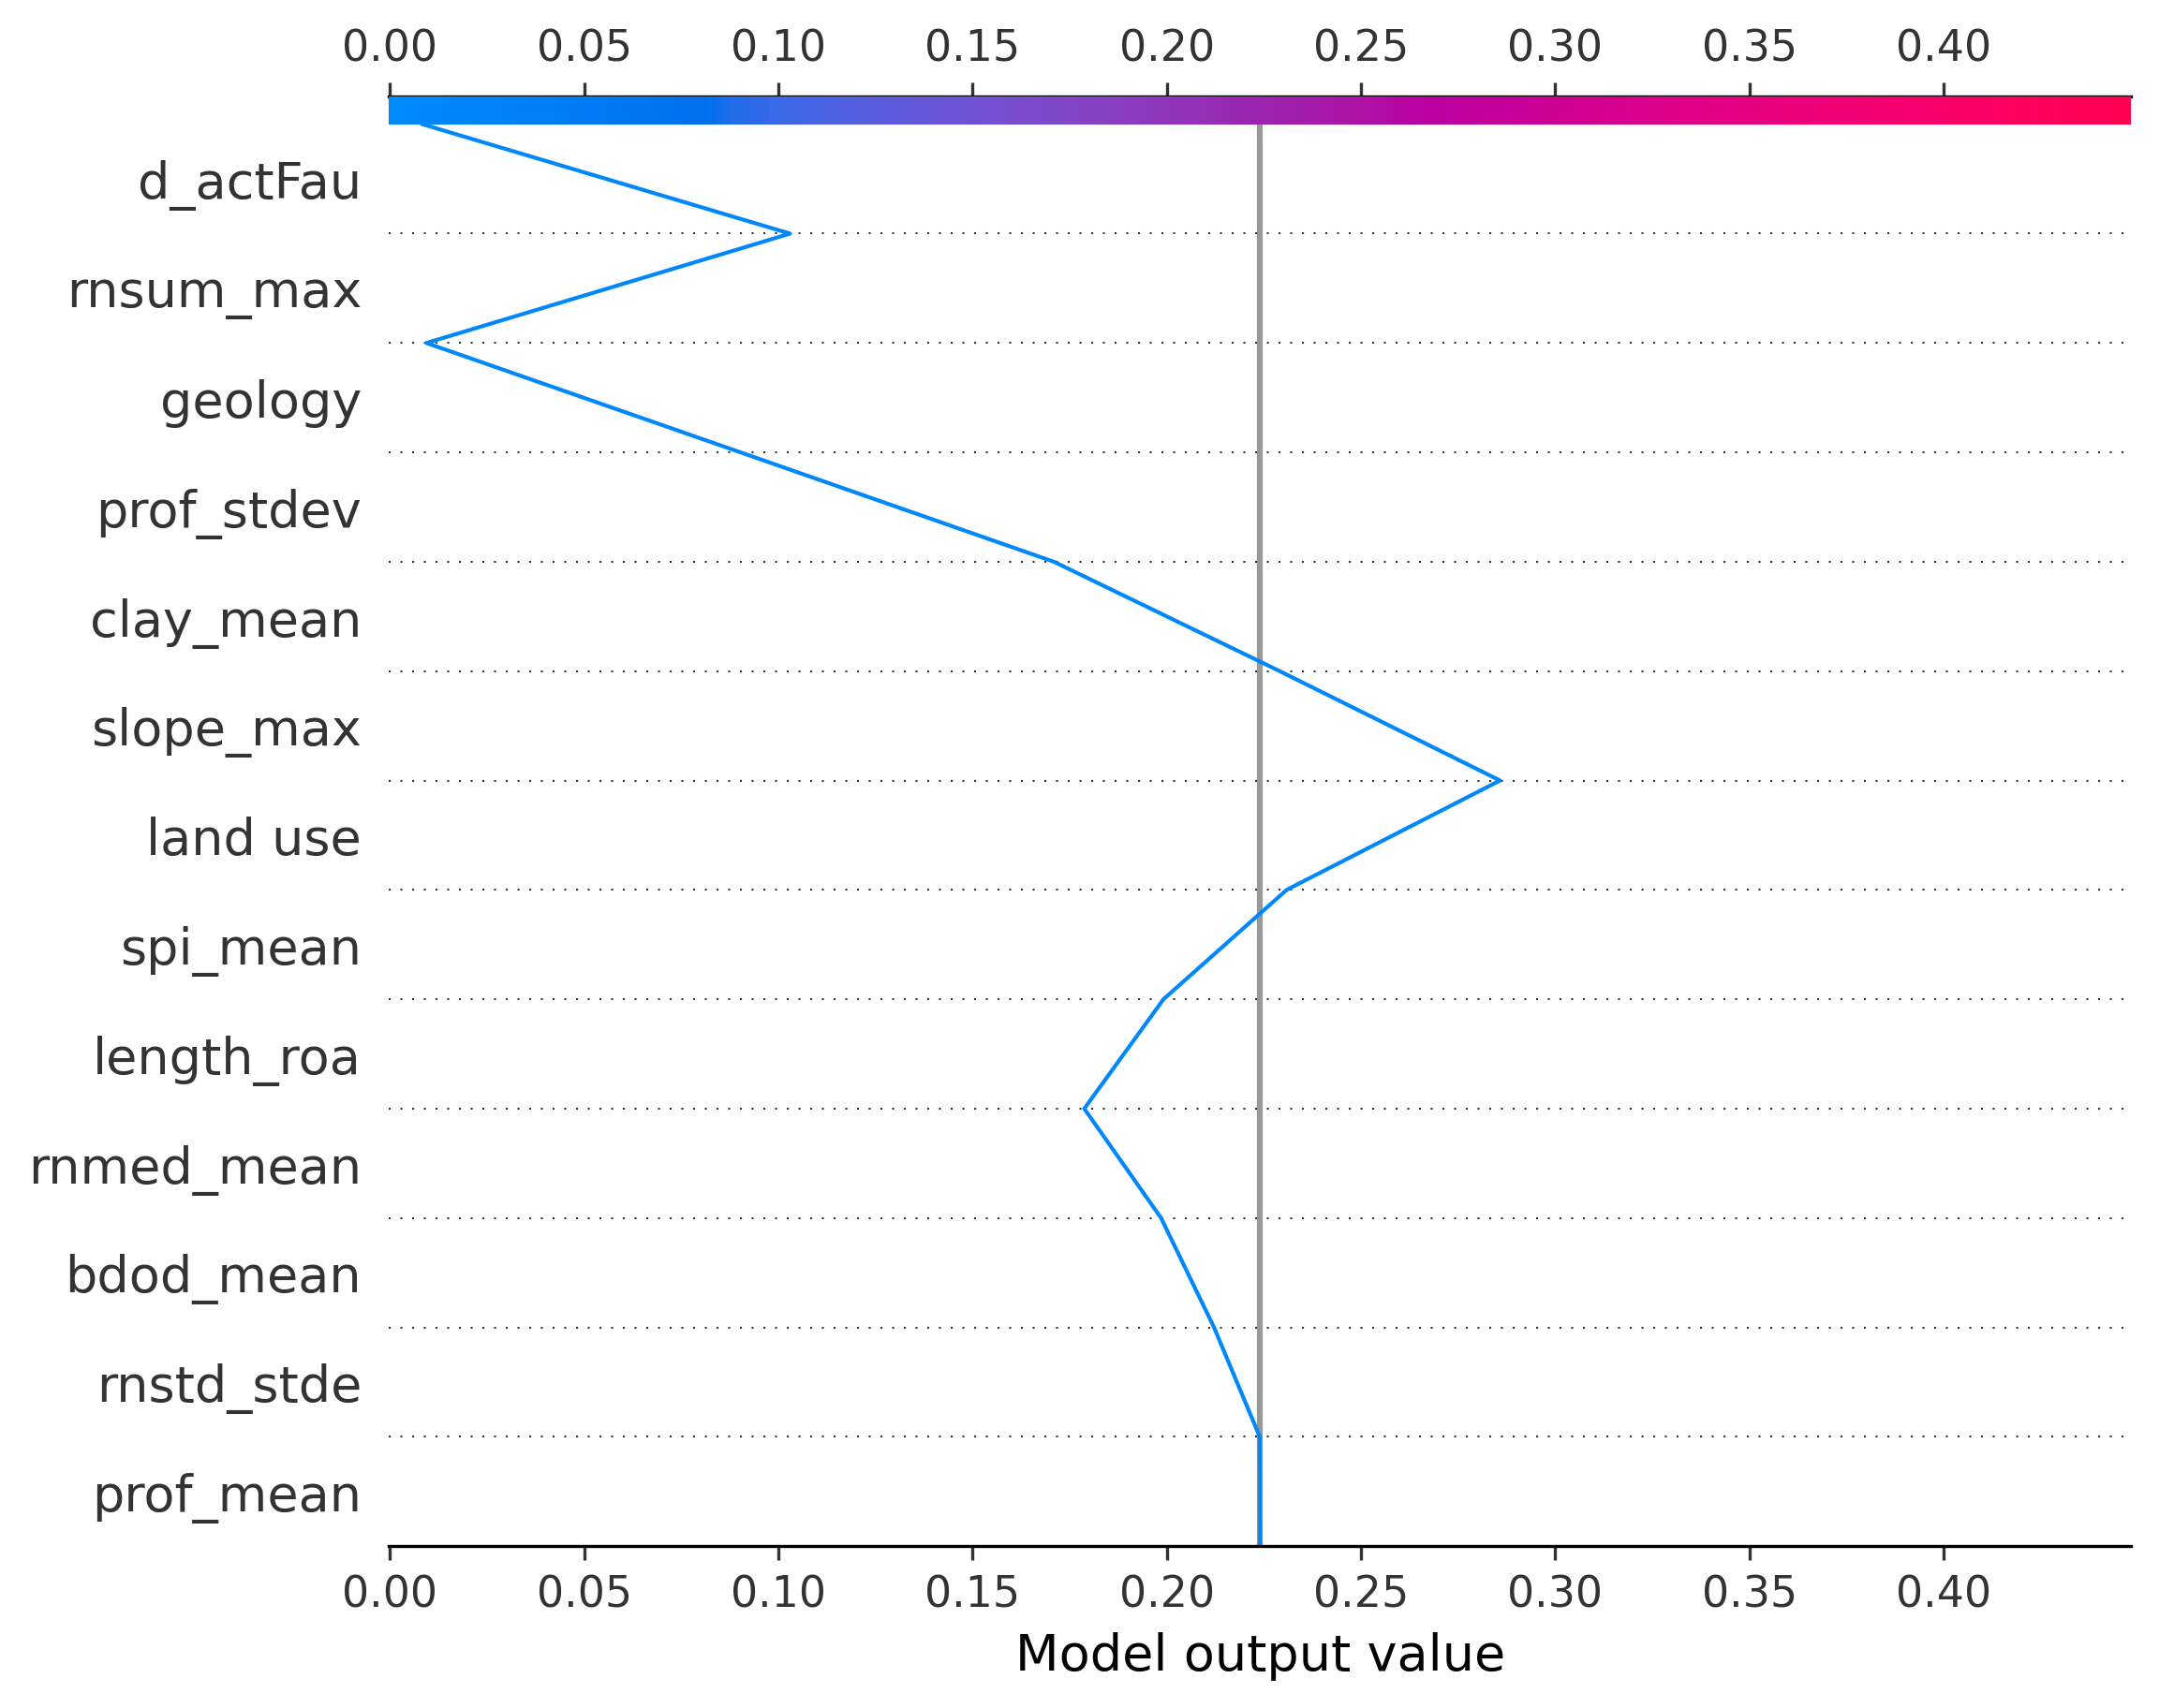 0.00 0.05 0.10 0.15 0.20 0.25 0.30 0.35 0.40
d_actFau
rnsum_max
geology
prof_stdev
clay_mean
slope_max
land use
spi_mean
length_roa
rnmed_mean
bdod_mean
rnstd_stde
prof_mean
0.00 0.05 0.10 0.15 0.20 0.25 0.30 0.35 0.40
Model output value